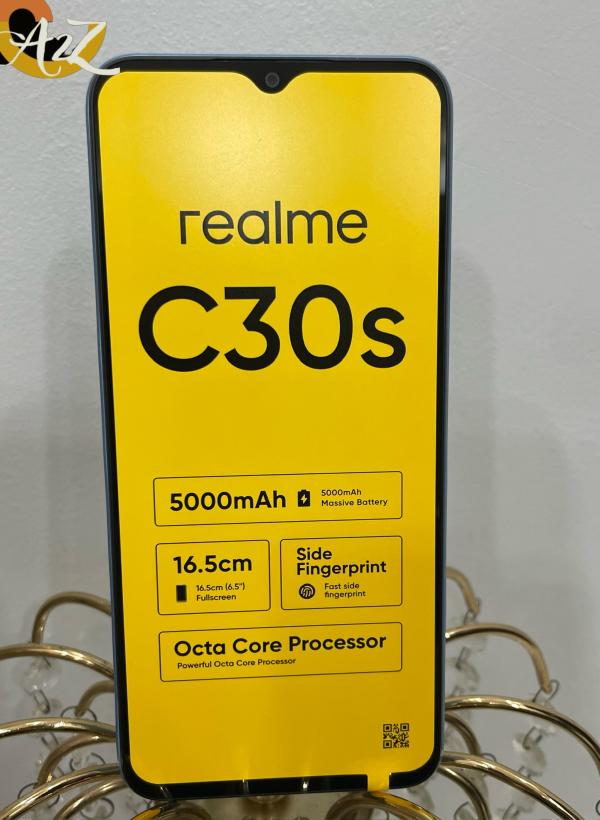 A2Z
realme
C30s
5000mAh
5000mAh
Massive Battery
16.5cm
16.5cm (6.5")
Fullscreen
Side
Fingerprint
Fast side
fingerprint
Octa Core Processor
Powerful Octa Core Processor